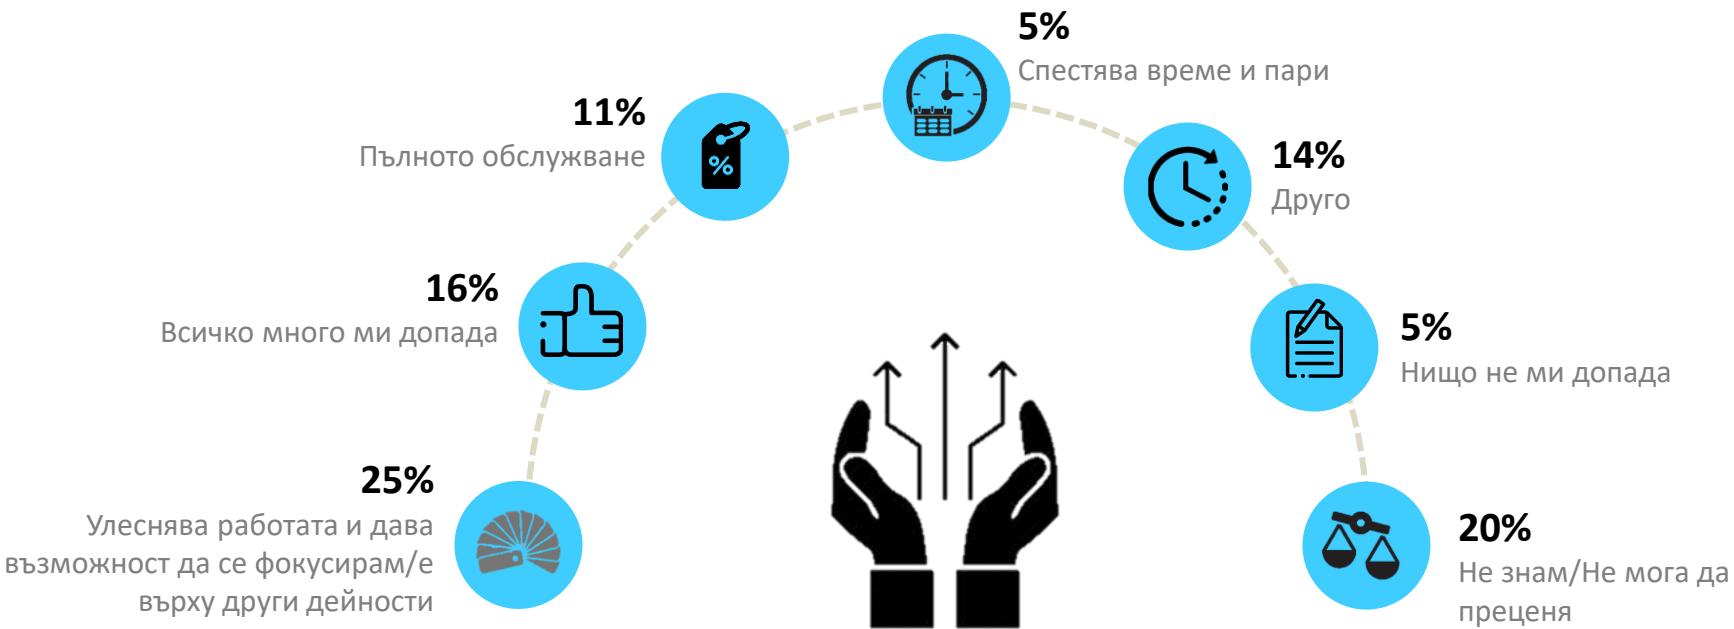 5%
Спестява време и пари
11%
Пълното обслужване
%
14%
Друго
16%
Всичко много ми допада
5%
Нищо не ми допада
25%
Улеснява работата и дава
възможност да се фокусирам/е
върху други дейности
20%
Не знам/Не мога да
преценя